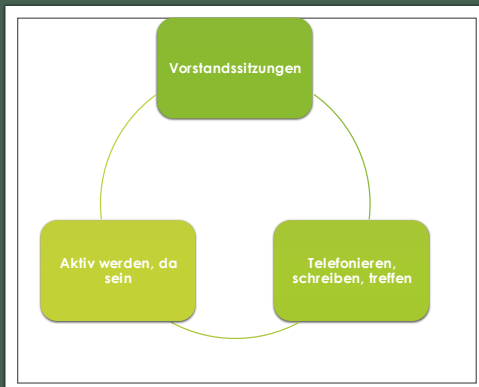 Vorstandssitzungen
Aktiv werden, da
sein
Telefonieren,
schreiben, treffen